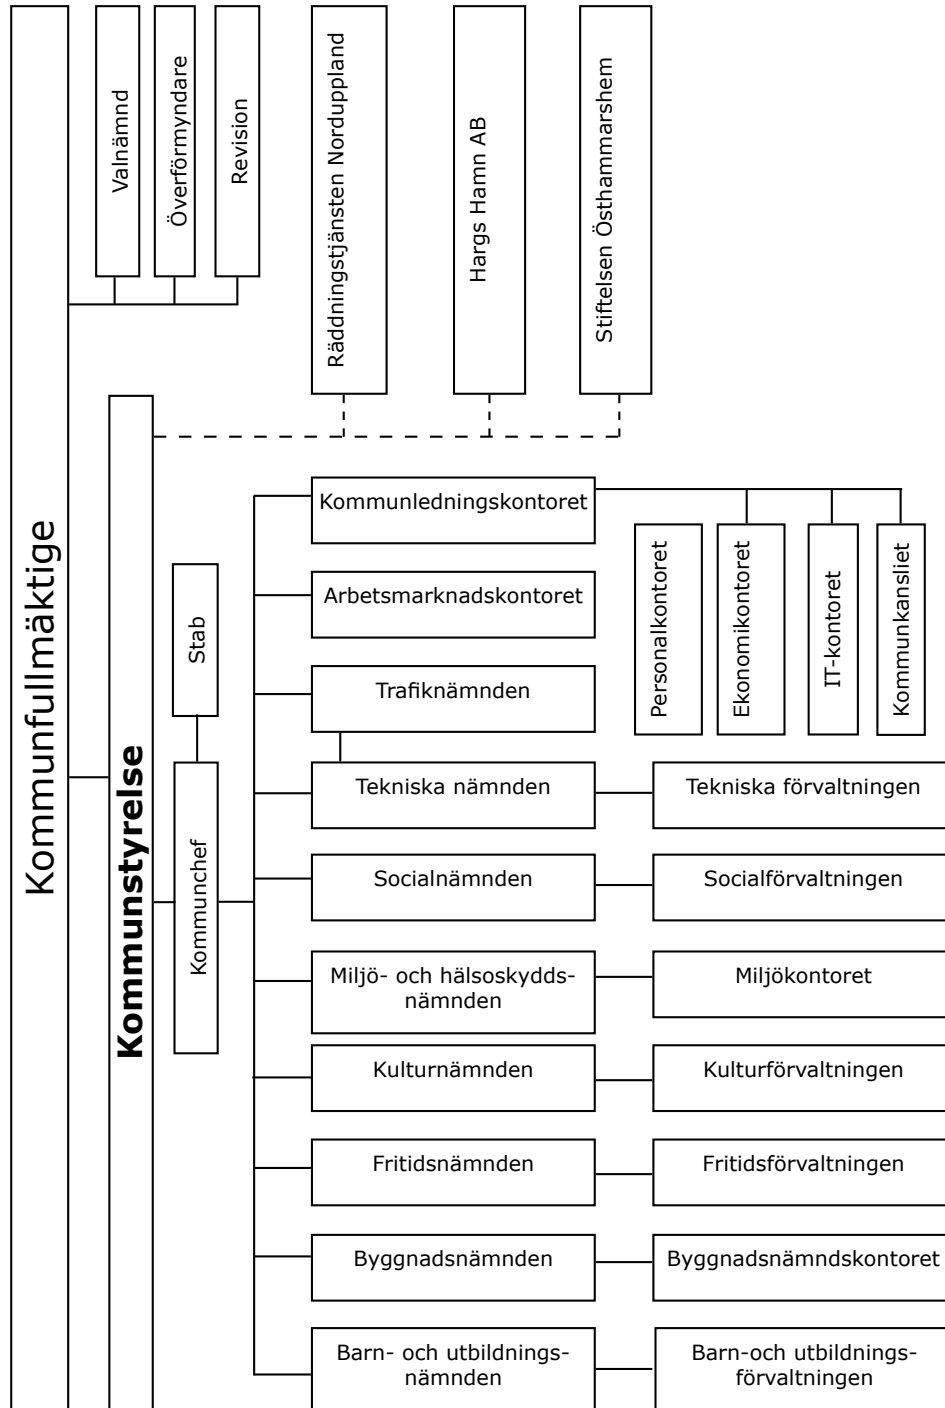 Kommunfullmäktige
Valnämnd
Överförmyndare
Revision
Räddningstjänsten Norduppland
Hargs Hamn AB
Stiftelsen Östhammarshem
Kommunstyrelse
Stab
Kommunchef
Kommunledningskontoret
Personalkontoret
Ekonomikontoret
IT-kontoret
Kommunkansliet
Arbetsmarknadskontoret
Trafiknämnden
Tekniska nämnden
Tekniska förvaltningen
Socialnämnden
Socialförvaltningen
Miljö- och hälsoskydds-
nämnden
Miljökontoret
Kulturnämnden
Kulturförvaltningen
Fritidsnämnden
Fritidsförvaltningen
Byggnadsnämnden
Byggnadsnämndskontoret
Barn- och utbildnings-
nämnden
Barn-och utbildnings-
förvaltningen